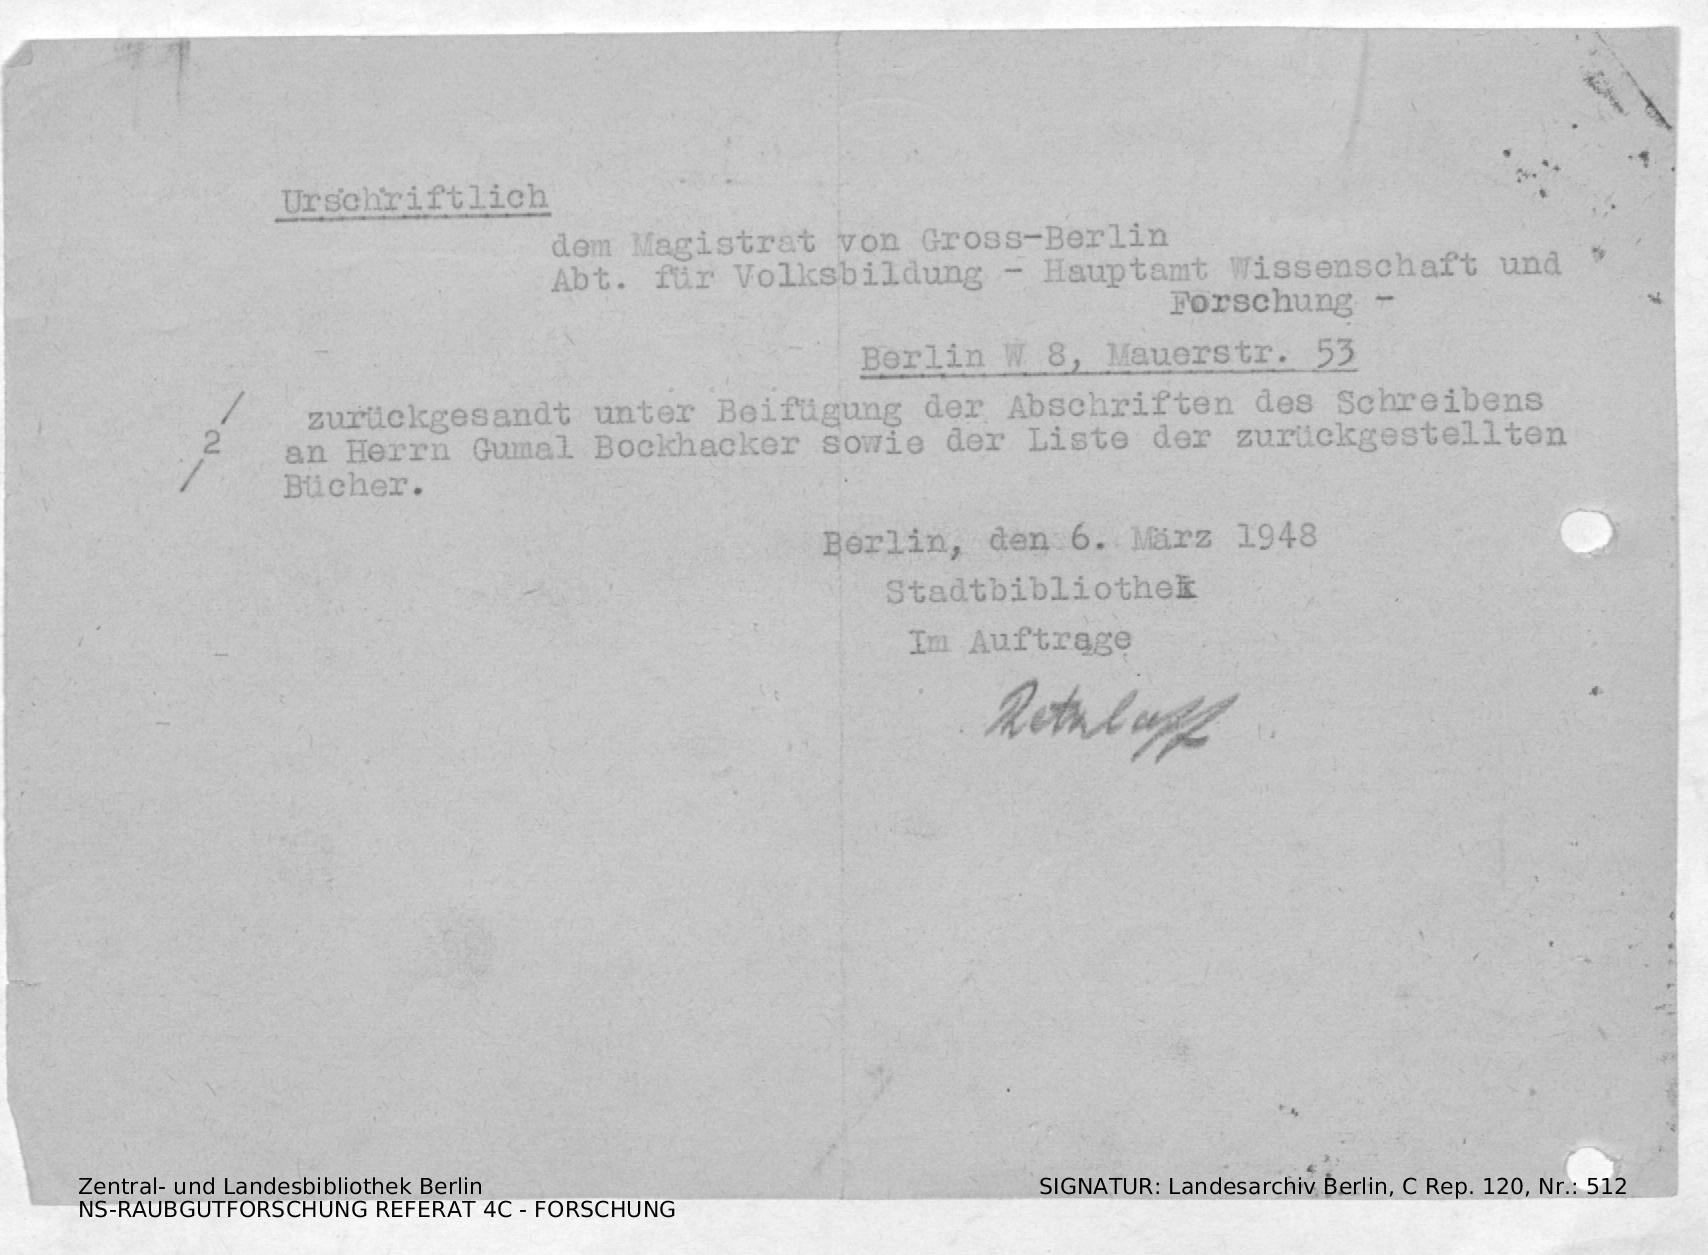 Urschriftlich
dem Magistrat von Gross-Berlin
Abt. für Volksbildung - Hauptamt Wissenschaft und
Forschung -
Berlin W 8, Mauerstr. 53
/ zurückgesandt unter Beifügung der Abschriften des Schreibens
2 an Herrn Gumal Bockhacker sowie der Liste der zurückgestellten
/ Bücher.
Berlin, den 6. März 1948
Stadtbibliothek
Im Auftrage
Zentral- und Landesbibliothek Berlin
NS-RAUBGUTFORSCHUNG REFERAT 4C - FORSCHUNG
SIGNATUR: Landesarchiv Berlin, C Rep. 120, Nr.: 512